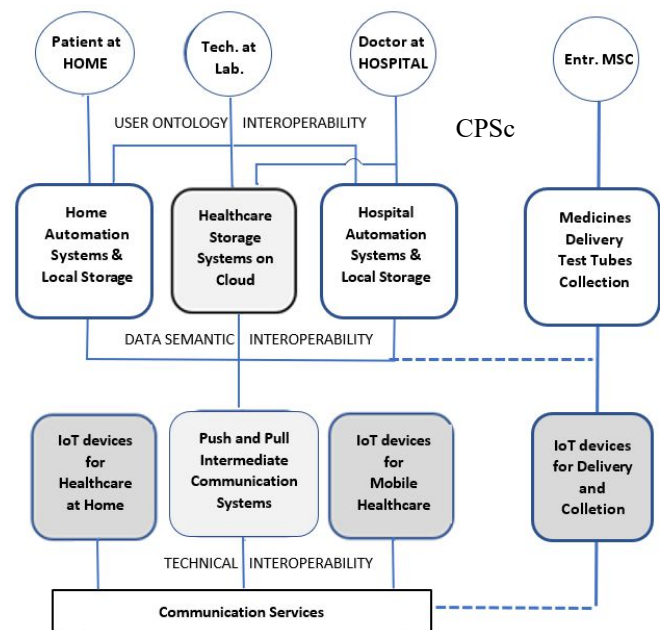 Patient at
HOME
Tech. at
Lab.
Doctor at
HOSPITAL
Entr. MSC
USER ONTOLOGY INTEROPERABILITY
CPSc
Home
Automation
Systems &
Local Storage
Healthcare
Storage
Systems on
Cloud
Hospital
Automation
Systems &
Local Storage
Medicines
Delivery
Test Tubes
Collection
DATA SEMANTIC INTEROPERABILITY
IoT devices
for
Healthcare
at Home
Push and Pull
Intermediate
Communication
Systems
IoT devices
for
Mobile
Healthcare
IoT devices
for Delivery
and
Colletion
TECHNICAL INTEROPERABILITY
Communication Services